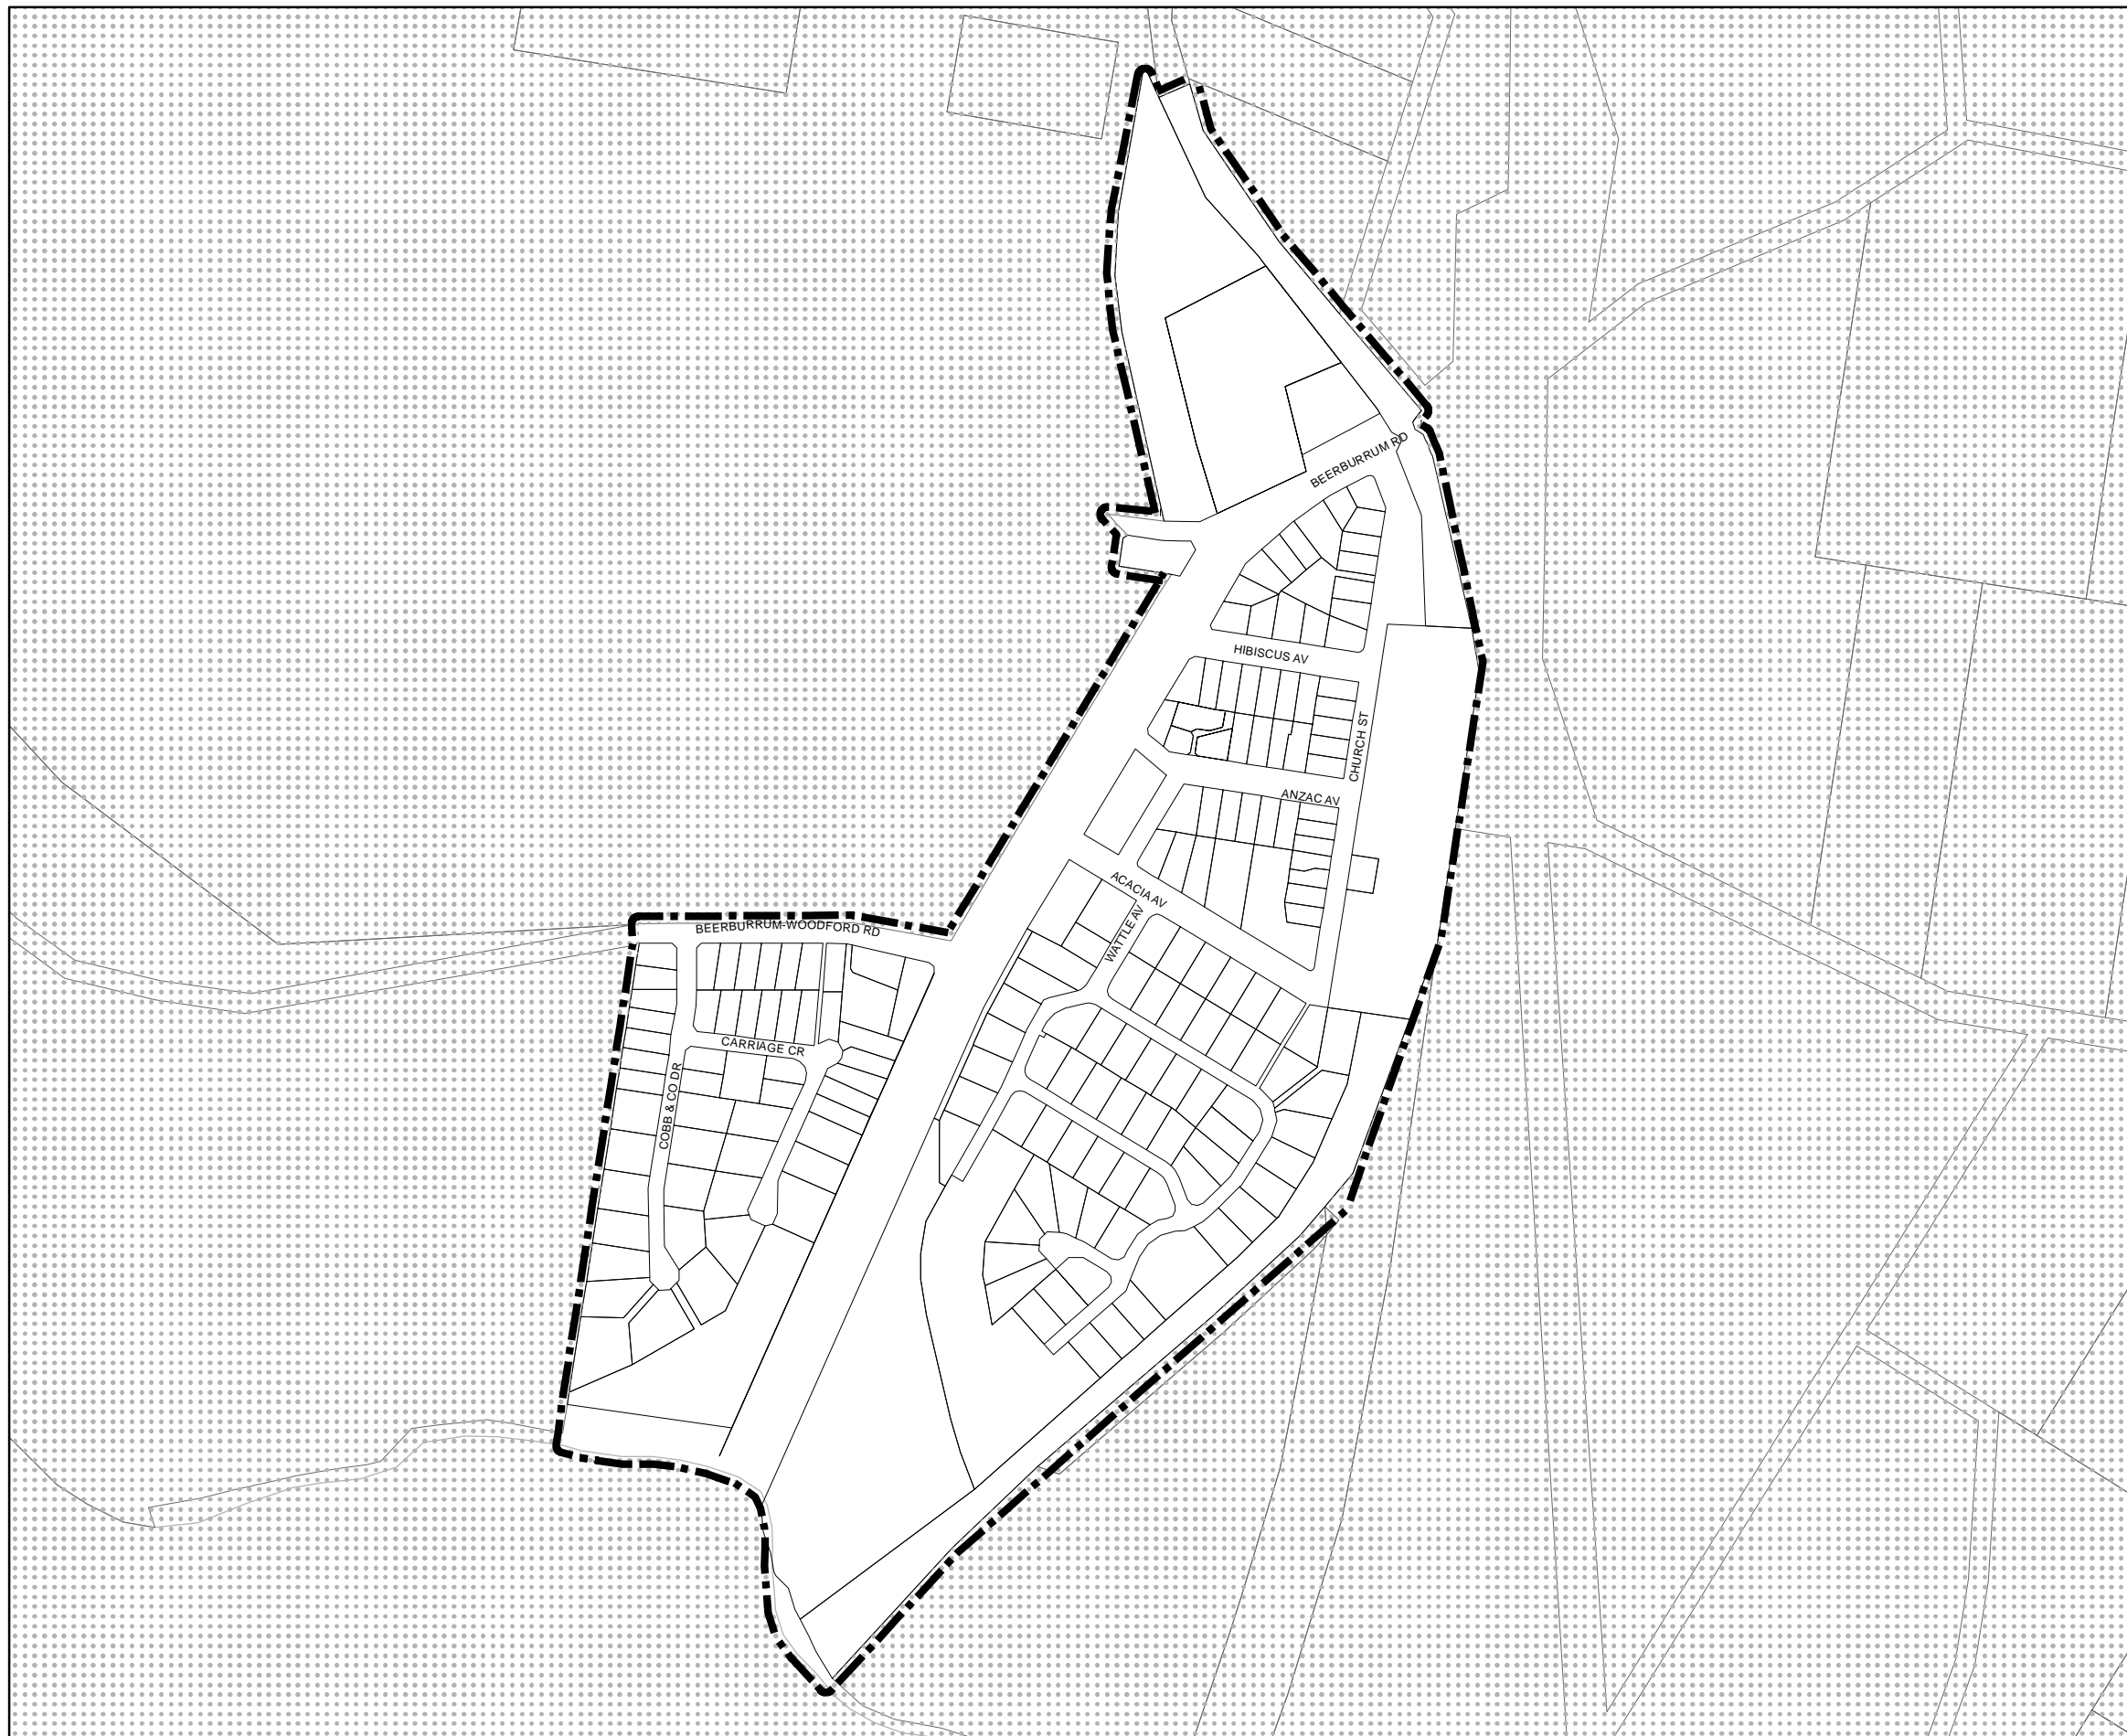 BEERBURRUM RD
HIBISCUS AV
CHURCH ST
ANZAC AV
ACACIA AV
WATTLE AV
BEERBURRUM-WOODFORD RD
CARRIAGE CR
COBB & CO DR